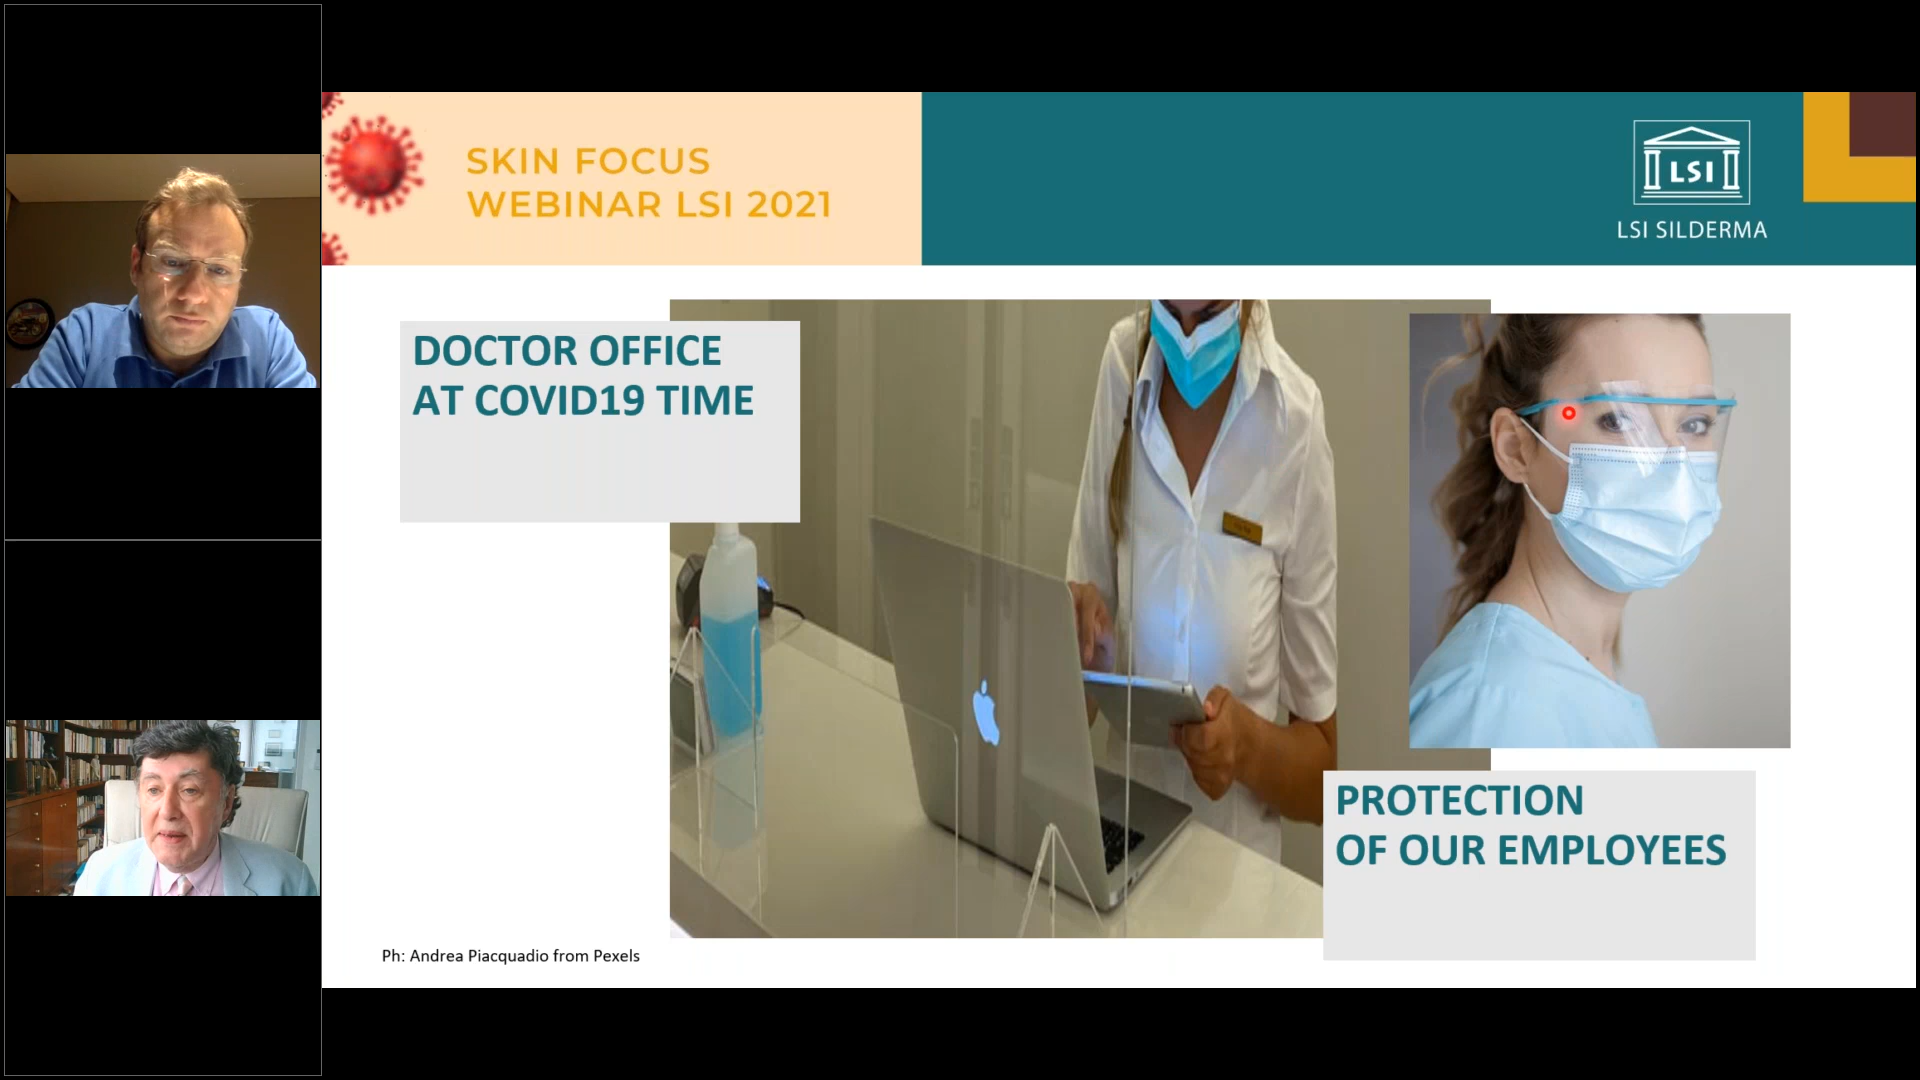 SKIN FOCUS
WEBINAR LSI 2021
LSI
LSI SILDERMA
DOCTOR OFFICE
AT COVID19 TIME
PROTECTION
OF OUR EMPLOYEES
Ph: Andrea Piacquadio from Pexels